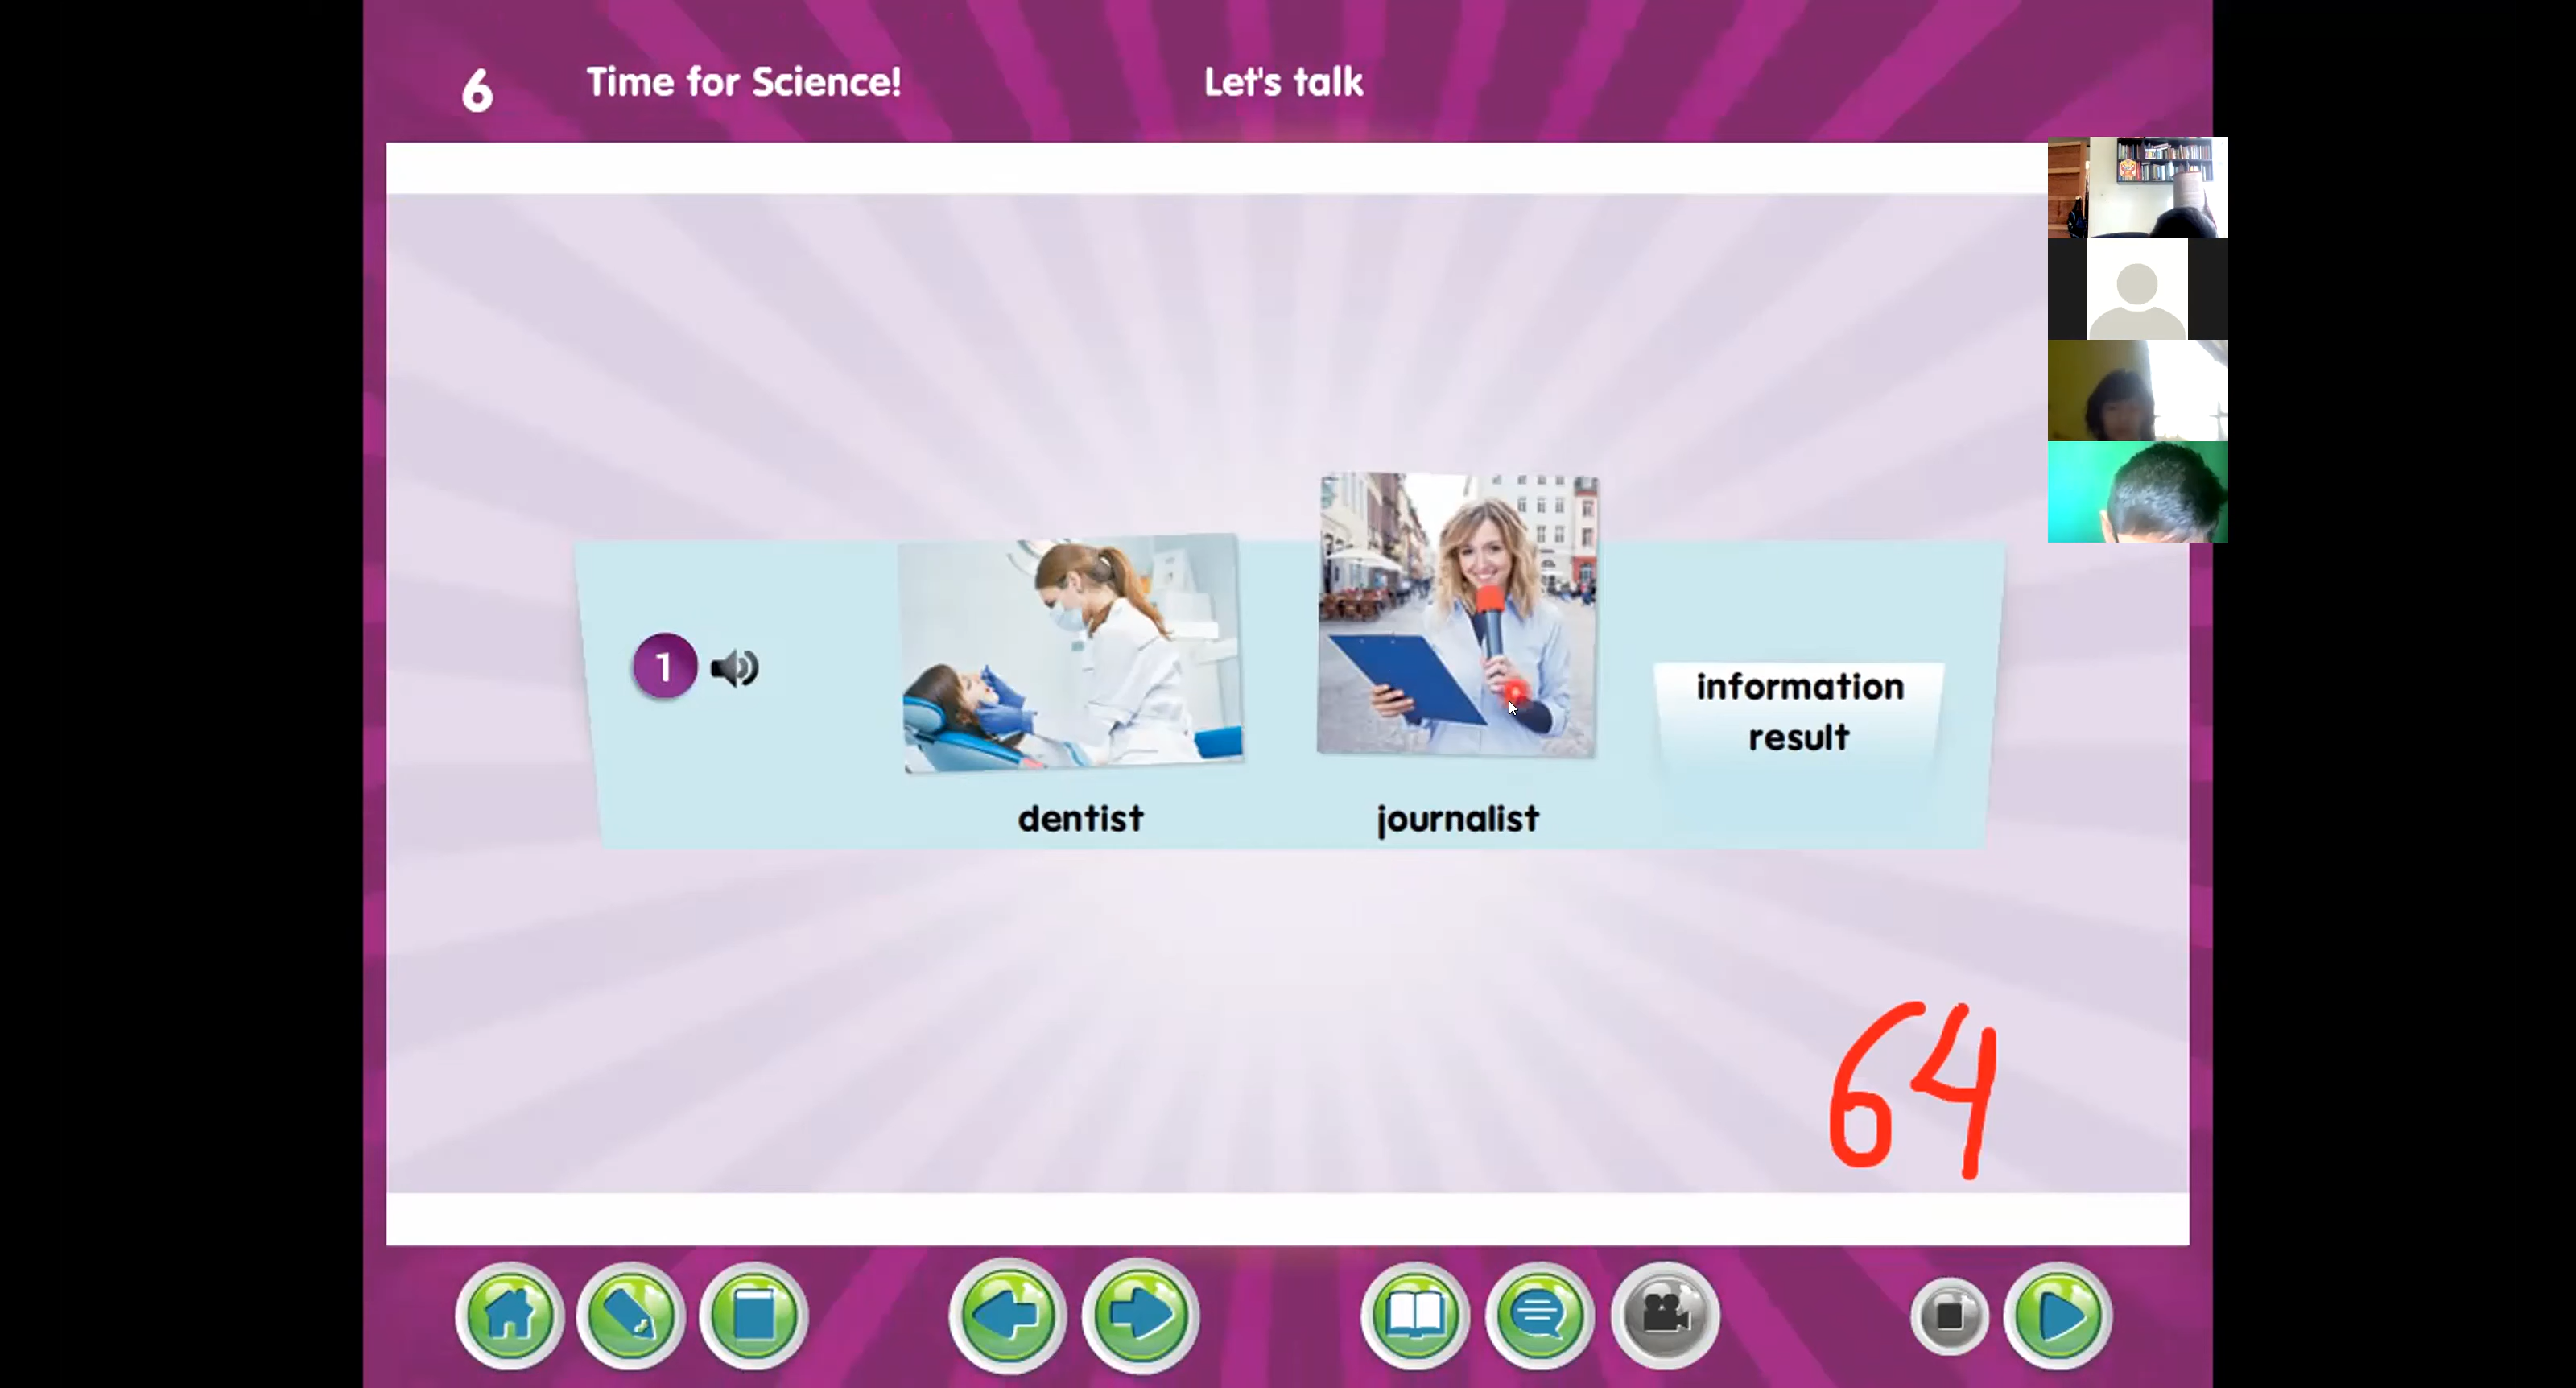 6 Time for Science! Let's talk
1
dentist
journalist
information
result
64